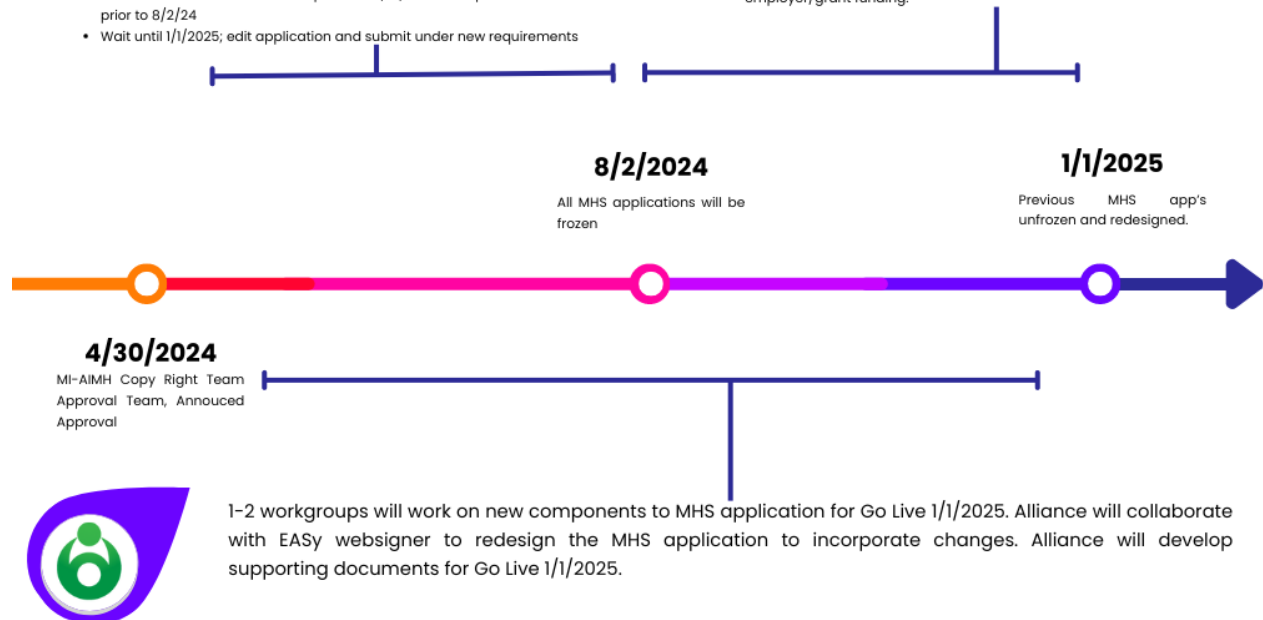 prior to 8/2/24
• Wait until 1/1/2025; edit application and submit under new requirements
employer/grant funding.
8/2/2024
All MHS applications will be
frozen
1/1/2025
Previous MHS app's
unfrozen and redesigned.
4/30/2024
MI-AIMH Copy Right Team
Approval Team, Annouced
Approval
1-2 workgroups will work on new components to MHS application for Go Live 1/1/2025. Alliance will collaborate
with EASy websigner to redesign the MHS application to incorporate changes. Alliance will develop
supporting documents for Go Live 1/1/2025.